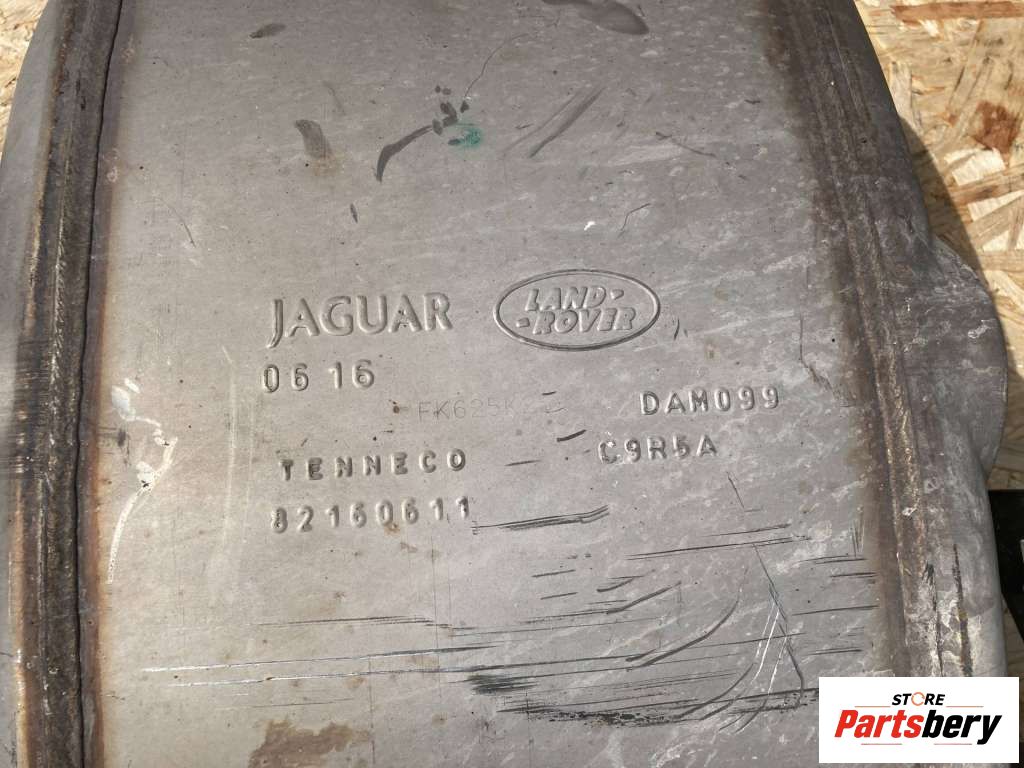 JAGUAR LAND-
-ROVER
06 16
DAM099
TENNECO C9R5A
82160611
STORE
Partsbery